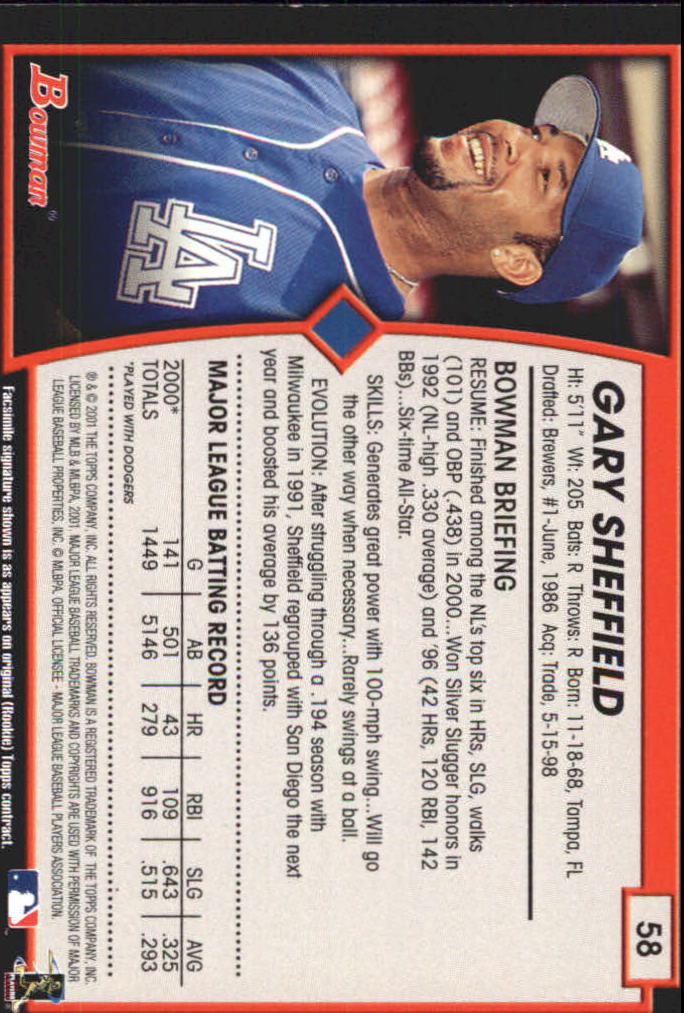 58
GARY SHEFFIELD
Ht: 5'11" Wt: 205 Bats: R Throws: R Born: 11-18-68, Tampa, FL
Drafted: Brewers, #1-June, 1986 Acq: Trade, 5-15-98
BOWMAN BRIEFING
RESUME: Finished among the NL's top six in HRs, SLG, walks
(101) and OBP (.438) in 2000...Won Silver Slugger honors in
1992 (NL-high .330 average) and '96 (42 HRs, 120 RBI, 142
BBs)...Six-time All-Star.
SKILLS: Generates great power with 100-mph swing...Will go
the other way when necessary...Rarely swings at a ball.
EVOLUTION: After struggling through a .194 season with
Milwaukee in 1991, Sheffield regrouped with San Diego the next
year and boosted his average by 136 points.
MAJOR LEAGUE BATTING RECORD
G AB HR RBI SLG AVG
2000* 141 501 43 109 .643 .325
TOTALS 1449 5146 279 916 .515 .293
*PLAYED WITH DODGERS
® & © 2001 THE TOPPS COMPANY, INC. ALL RIGHTS RESERVED. BOWMAN IS A REGISTERED TRADEMARK OF THE TOPPS COMPANY, INC.
LICENSED BY MLB & MLBPA, 2001. MAJOR LEAGUE BASEBALL TRADEMARKS AND COPYRIGHTS ARE USED WITH PERMISSION OF MAJOR
LEAGUE BASEBALL PROPERTIES, INC. © MLBPA. OFFICIAL LICENSEE - MAJOR LEAGUE BASEBALL PLAYERS ASSOCIATION.
Facsimile signature shown is as appears on original (Rookie) Topps contract.
LA
LA
Bowman®